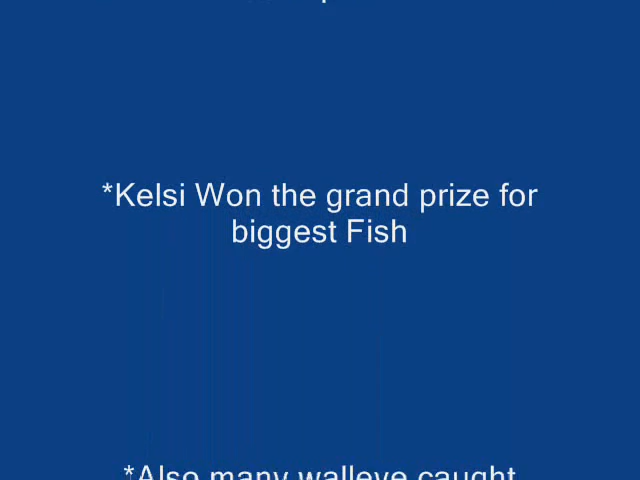 *Kelsi Won the grand prize for
biggest Fish
*Also many walleye caught